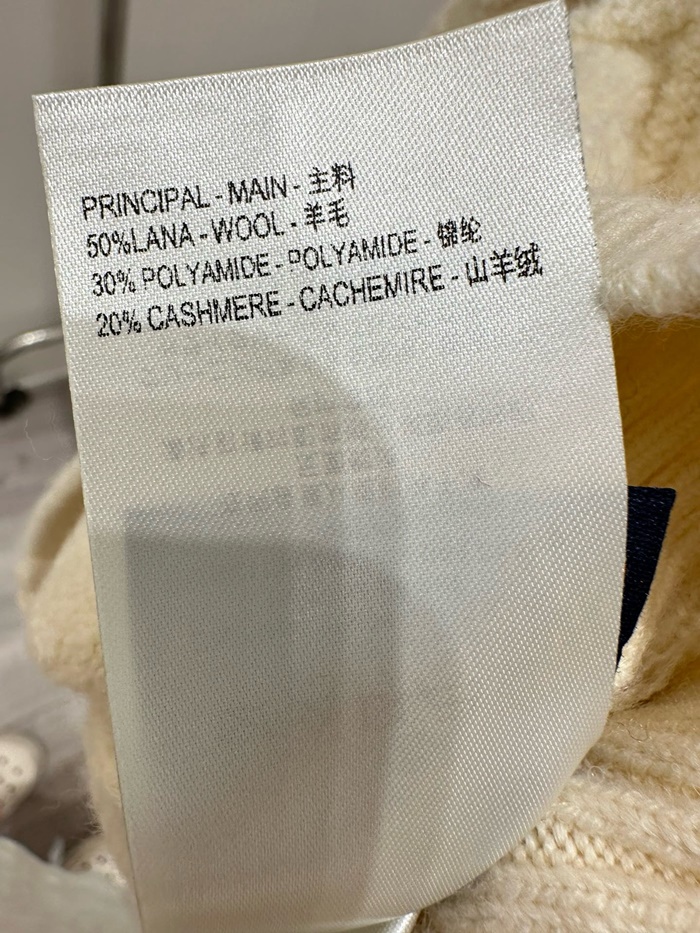 PRINCIPAL - MAIN - 主料
50%LANA - WOOL - 羊毛
30% POLYAMIDE - POLYAMIDE - 锦纶
20% CASHMERE - CACHEMIRE - 山羊绒